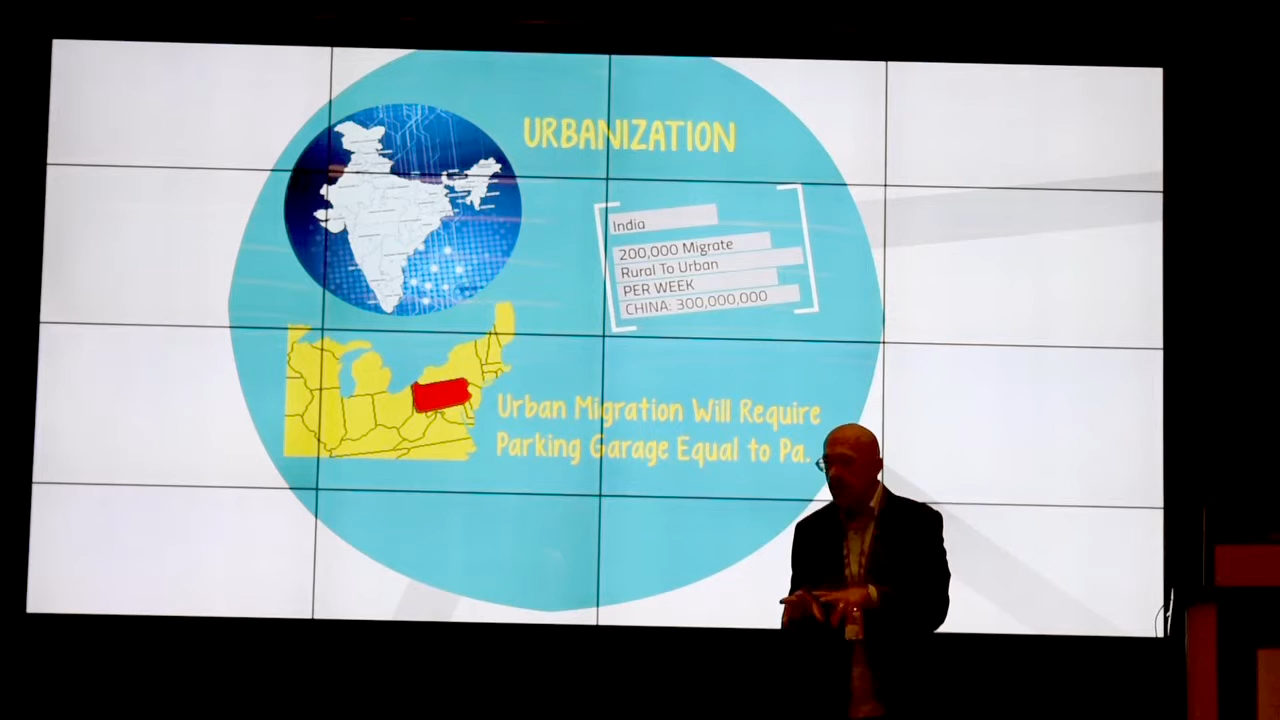 URBANIZATION
India
200,000 Migrate
Rural To Urban
PER WEEK
CHINA: 300,000,000
Urban Migration Will Require
Parking Garage Equal to Pa.